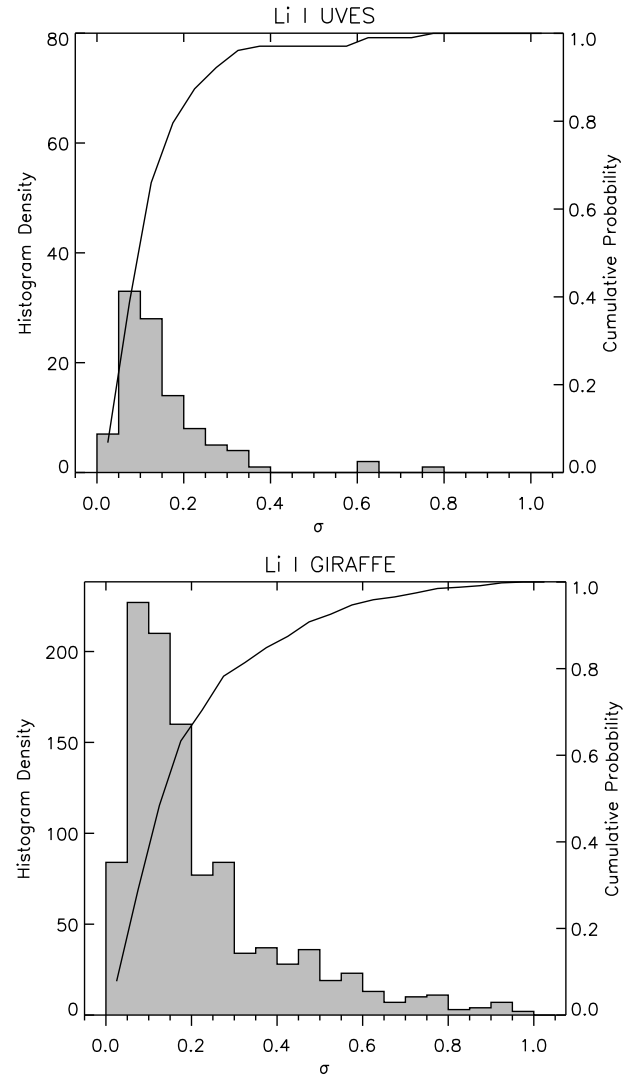 Li I UVES
80
60
40
20
0
Histogram Density
1.0
0.8
0.6
0.4
0.2
0.0
Cumulative Probability
0.0 0.2 0.4 0.6 0.8 1.0
σ
Li I GIRAFFE
200
150
100
50
0
Histogram Density
1.0
0.8
0.6
0.4
0.2
0.0
Cumulative Probability
0.0 0.2 0.4 0.6 0.8 1.0
σ